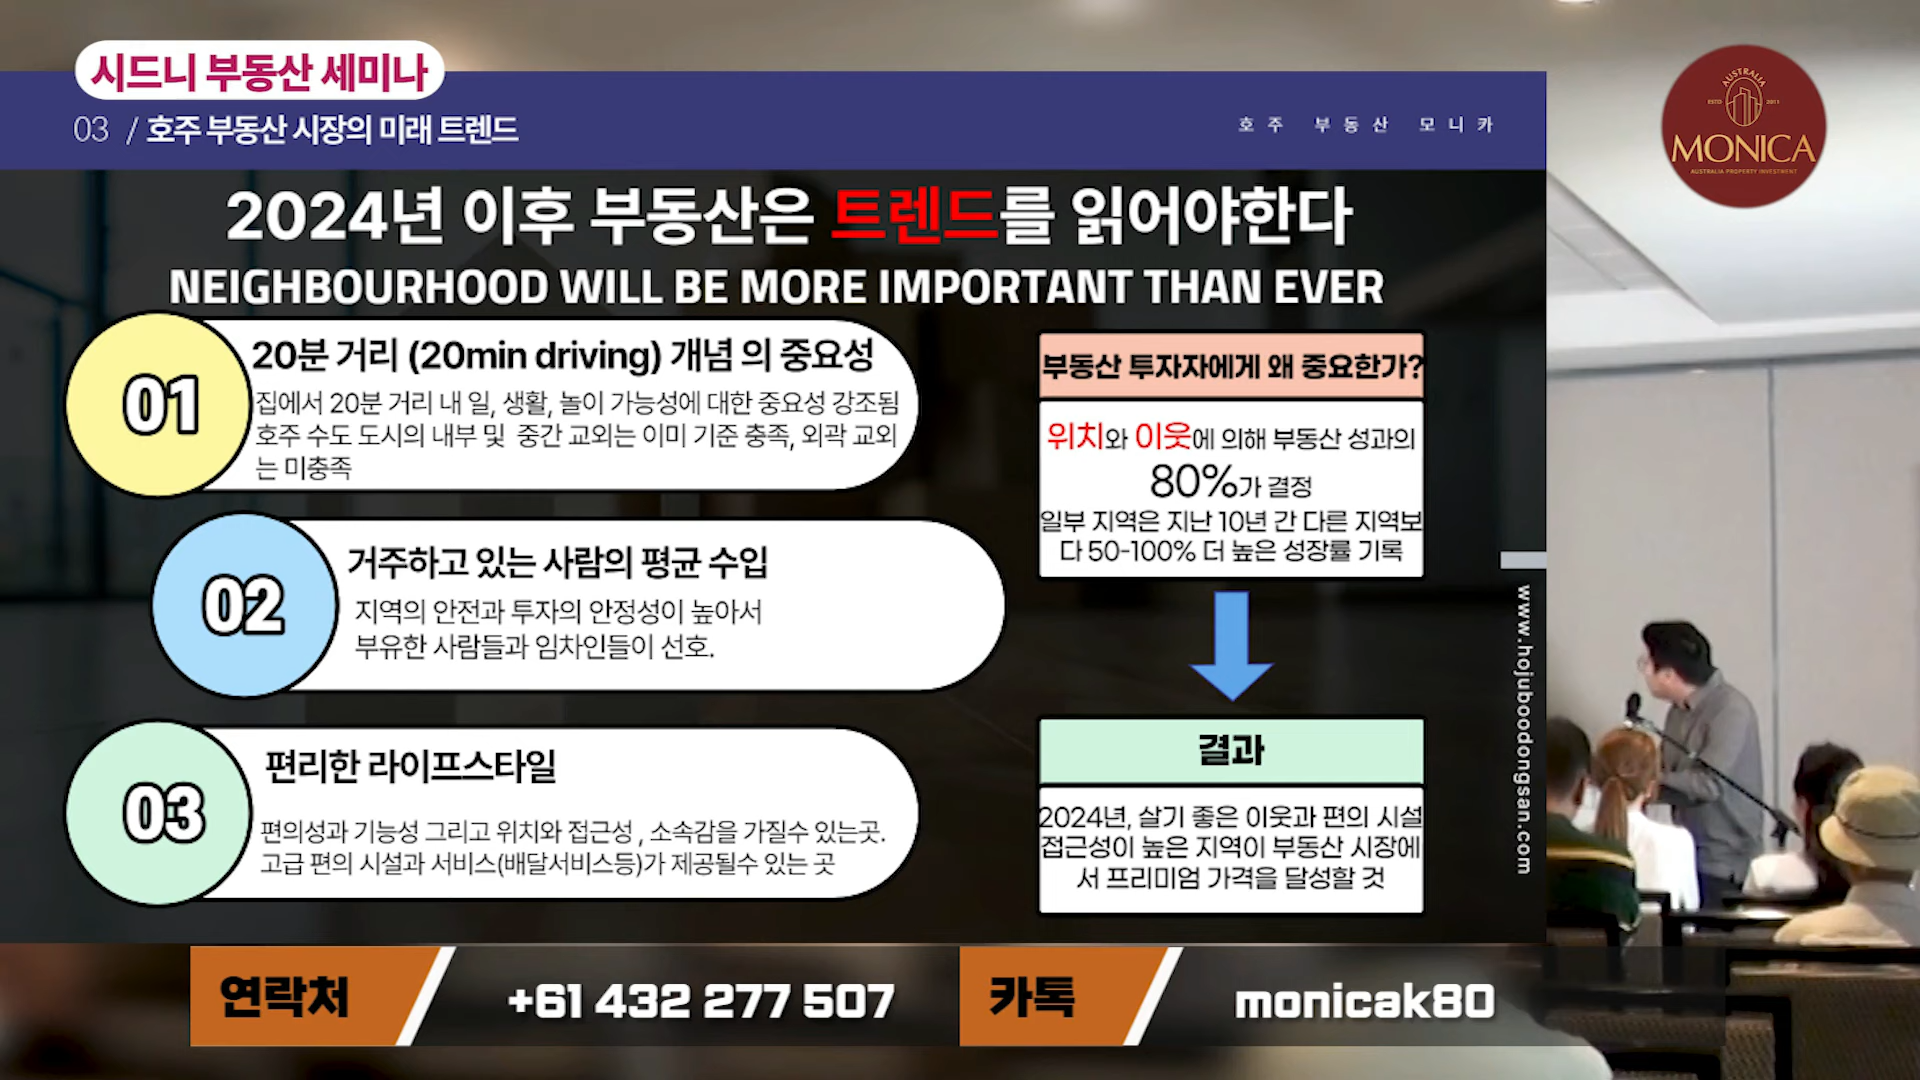 시드니 부동산 세미나
03 / 호주 부동산 시장의 미래 트렌드
호주 부동산 모니카
AUSTRALIA
ESTD 2011
MONICA
AUSTRALIA PROPERTY INVESTMENT
2024년 이후 부동산은 트렌드를 읽어야한다
NEIGHBOURHOOD WILL BE MORE IMPORTANT THAN EVER
01
20분 거리 (20min driving) 개념 의 중요성
집에서 20분 거리 내 일, 생활, 놀이 가능성에 대한 중요성 강조됨
호주 수도 도시의 내부 및 중간 교외는 이미 기준 충족, 외곽 교외
는 미충족
02
거주하고 있는 사람의 평균 수입
지역의 안전과 투자의 안정성이 높아서
부유한 사람들과 임차인들이 선호.
03
편리한 라이프스타일
편의성과 기능성 그리고 위치와 접근성 , 소속감을 가질수 있는곳.
고급 편의 시설과 서비스(배달서비스등)가 제공될수 있는 곳
부동산 투자자에게 왜 중요한가?
위치와 이웃에 의해 부동산 성과의
80%가 결정
일부 지역은 지난 10년 간 다른 지역보
다 50-100% 더 높은 성장률 기록
결과
2024년, 살기 좋은 이웃과 편의 시설
접근성이 높은 지역이 부동산 시장에
서 프리미엄 가격을 달성할 것
www.hojuboodongsan.com
연락처
+61 432 277 507
카톡
monicak80